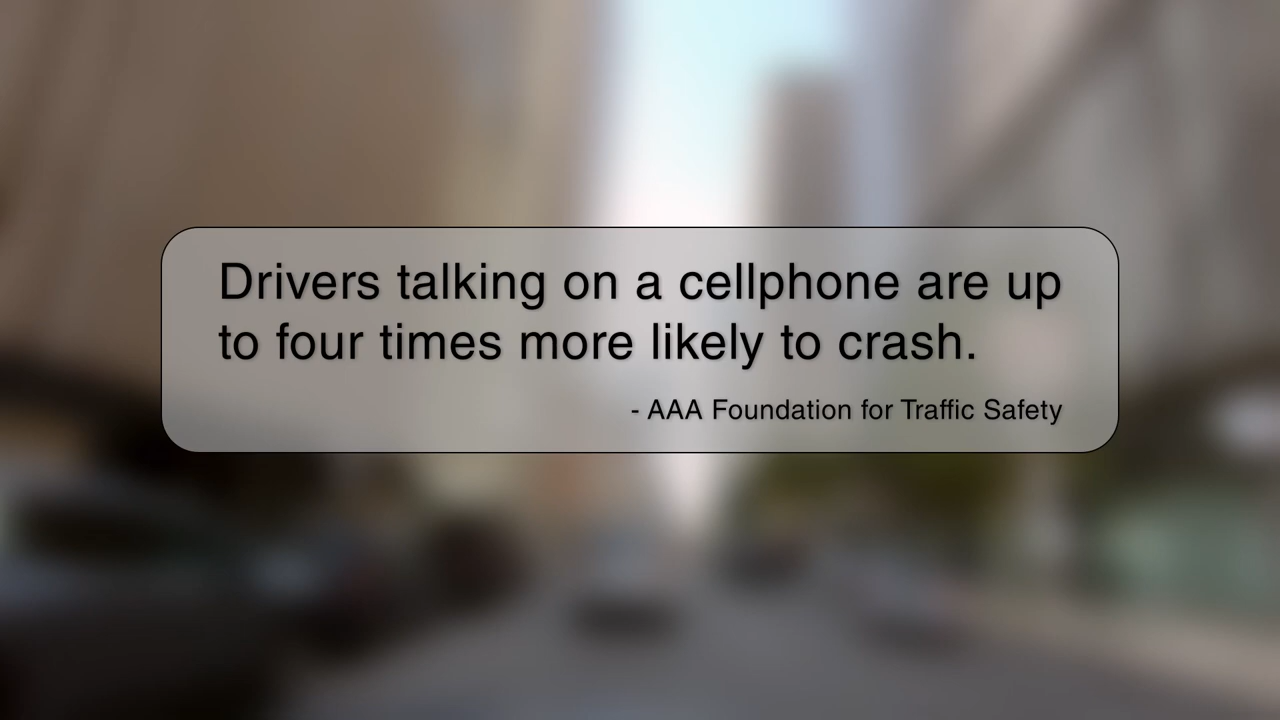 Drivers talking on a cellphone are up
to four times more likely to crash.
- AAA Foundation for Traffic Safety